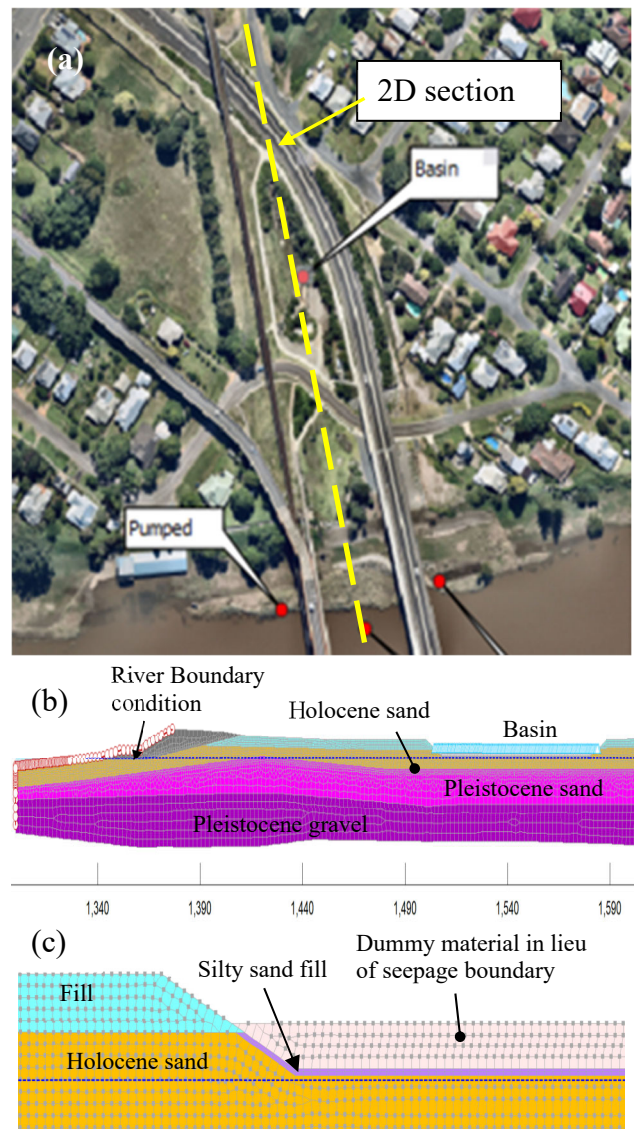 (a)
2D section
Basin
Pumped
(b)
River Boundary
condition
Holocene sand
Basin
Pleistocene sand
Pleistocene gravel
1,340 1,390 1,440 1,490 1,540 1,590
(c)
Dummy material in lieu
of seepage boundary
Silty sand fill
Fill
Holocene sand